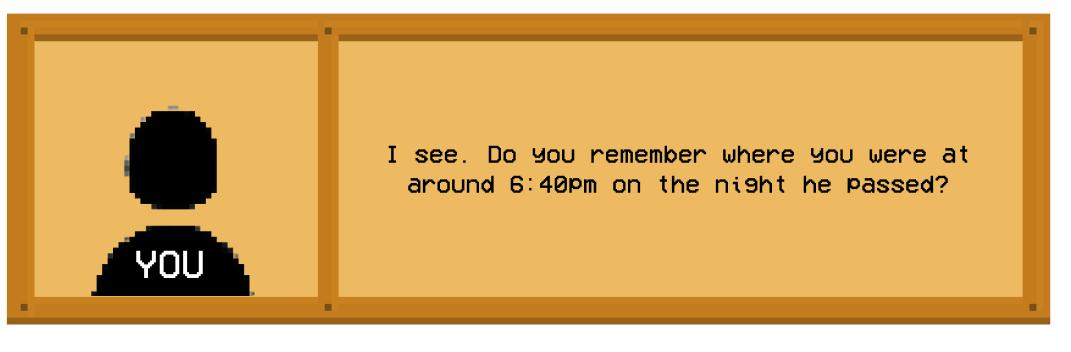 YOU
I see. Do you remember where you were at
around 6:40pm on the night he passed?